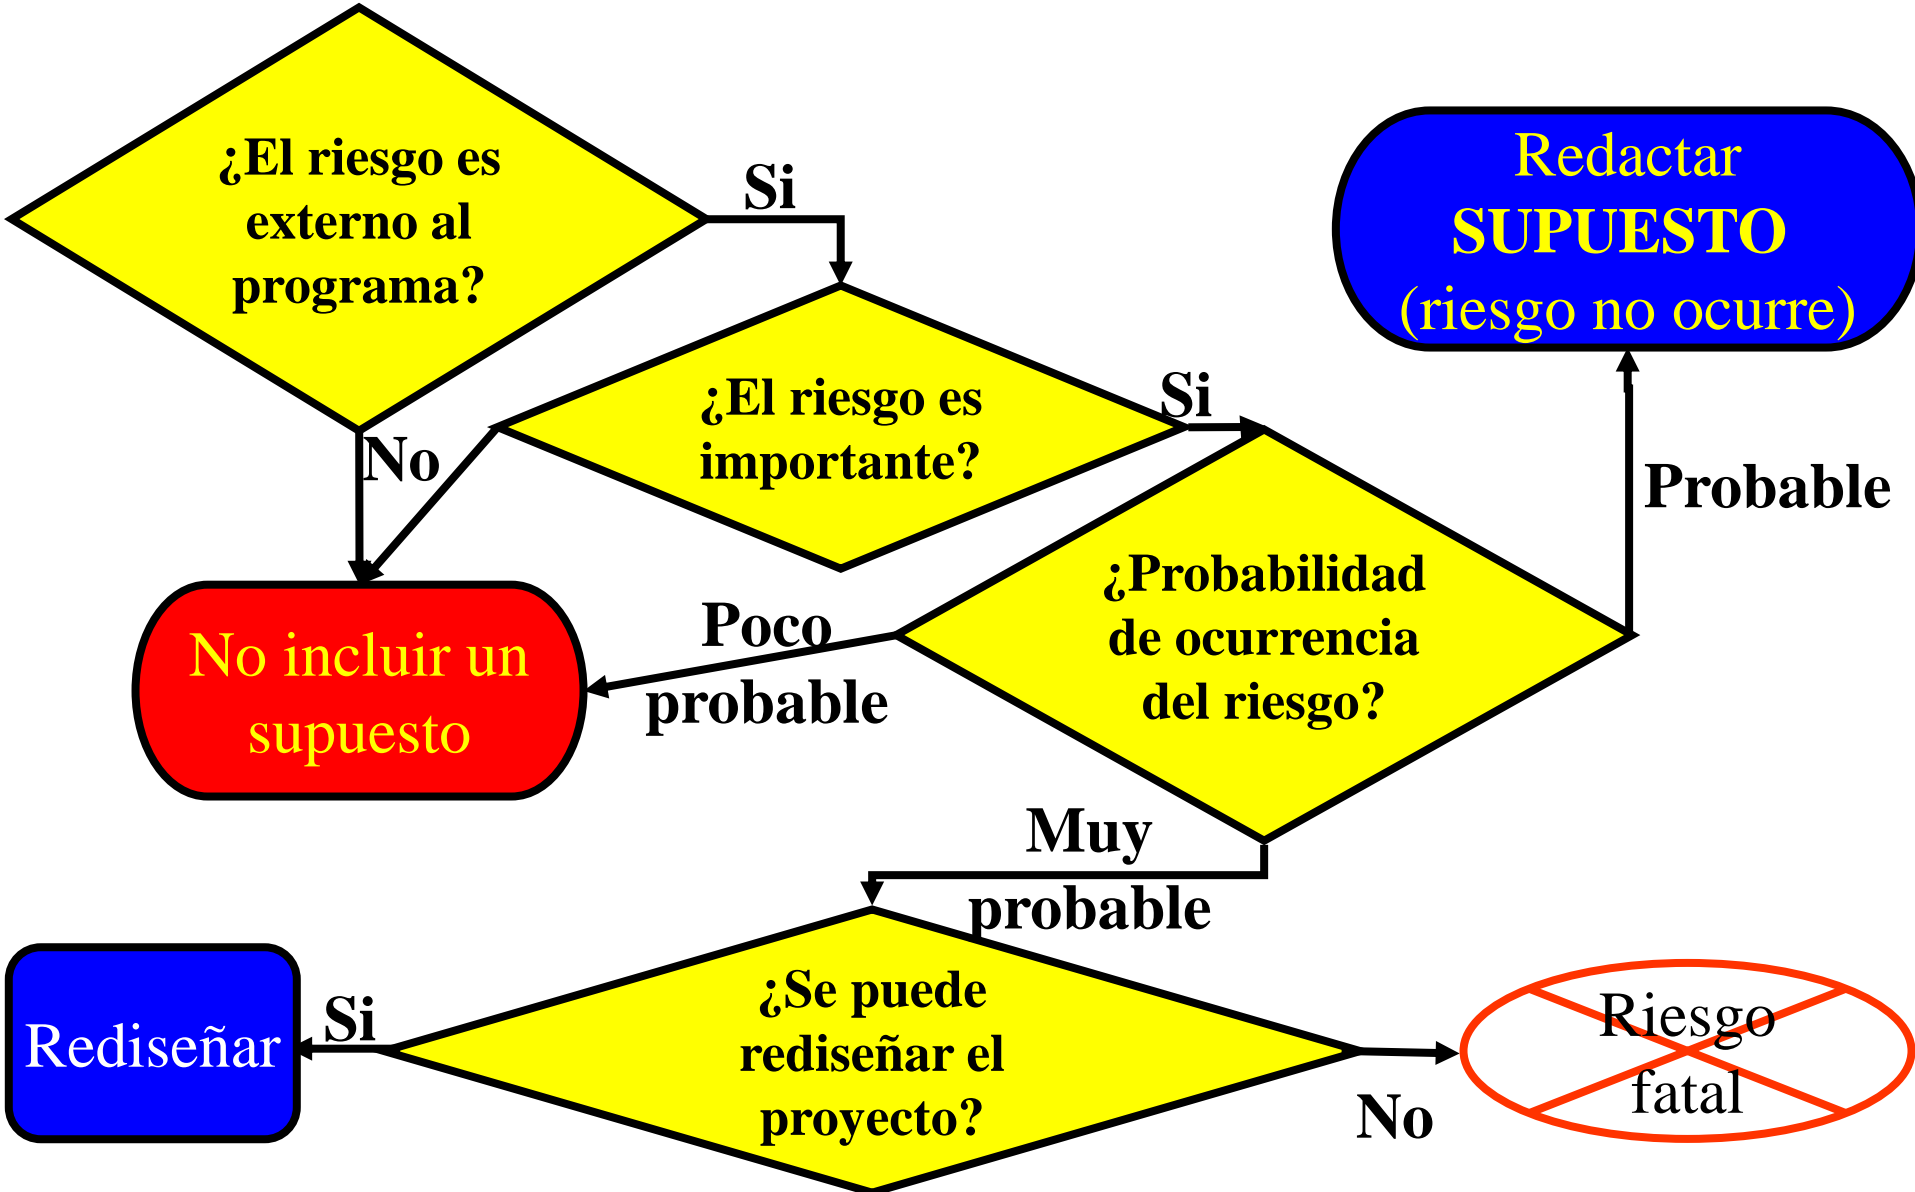 ¿El riesgo es
externo al
programa?
Si
Redactar
SUPUESTO
(riesgo no ocurre)
¿El riesgo es
importante?
Si
No
Probable
¿Probabilidad
de ocurrencia
del riesgo?
Poco
probable
No incluir un
supuesto
Muy
probable
¿Se puede
rediseñar el
proyecto?
Si
Rediseñar
No
Riesgo
fatal